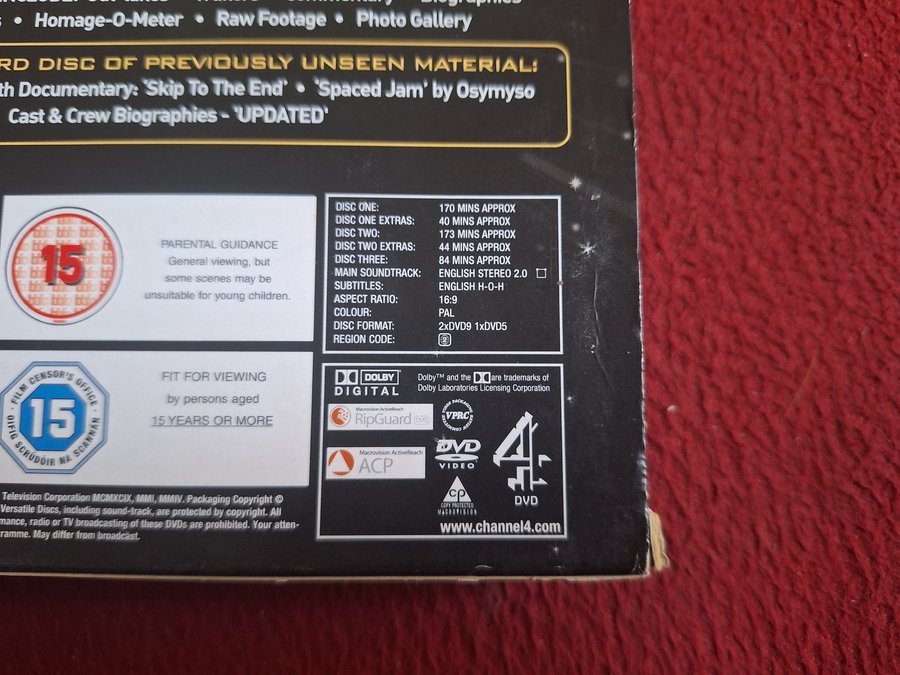 • Homage-O-Meter • Raw Footage • Photo Gallery
RD DISC OF PREVIOUSLY UNSEEN MATERIAL:
th Documentary: 'Skip To The End' • 'Spaced Jam' by Osymyso
Cast & Crew Biographies - 'UPDATED'
15
PARENTAL GUIDANCE
General viewing, but
some scenes may be
unsuitable for young children.
FILM CENSOR'S OFFICE
15
OIFIG SCRÚDÓIR NA SCANNÁN
FIT FOR VIEWING
by persons aged
15 YEARS OR MORE
DISC ONE: 170 MINS APPROX
DISC ONE EXTRAS: 40 MINS APPROX
DISC TWO: 173 MINS APPROX
DISC TWO EXTRAS: 44 MINS APPROX
DISC THREE: 84 MINS APPROX
MAIN SOUNDTRACK: ENGLISH STEREO 2.0
SUBTITLES: ENGLISH H-O-H
ASPECT RATIO: 16:9
COLOUR: PAL
DISC FORMAT: 2xDVD9 1xDVD5
REGION CODE:
DOLBY
DIGITAL
Dolby™ and the are trademarks of
Dolby Laboratories Licensing Corporation
Macrovision ActiveReach
RipGuard DVD
VPRC
Macrovision ActiveReach
ACP
DVD
VIDEO
CP
COPY PROTECTED
MACROVISION
4
DVD
www.channel4.com
Television Corporation MCMXCIX, MMI, MMIV. Packaging Copyright ©
Versatile Discs, including sound-track, are protected by copyright. All
mance, radio or TV broadcasting of these DVDs are prohibited. Your atten-
gramme. May differ from broadcast.